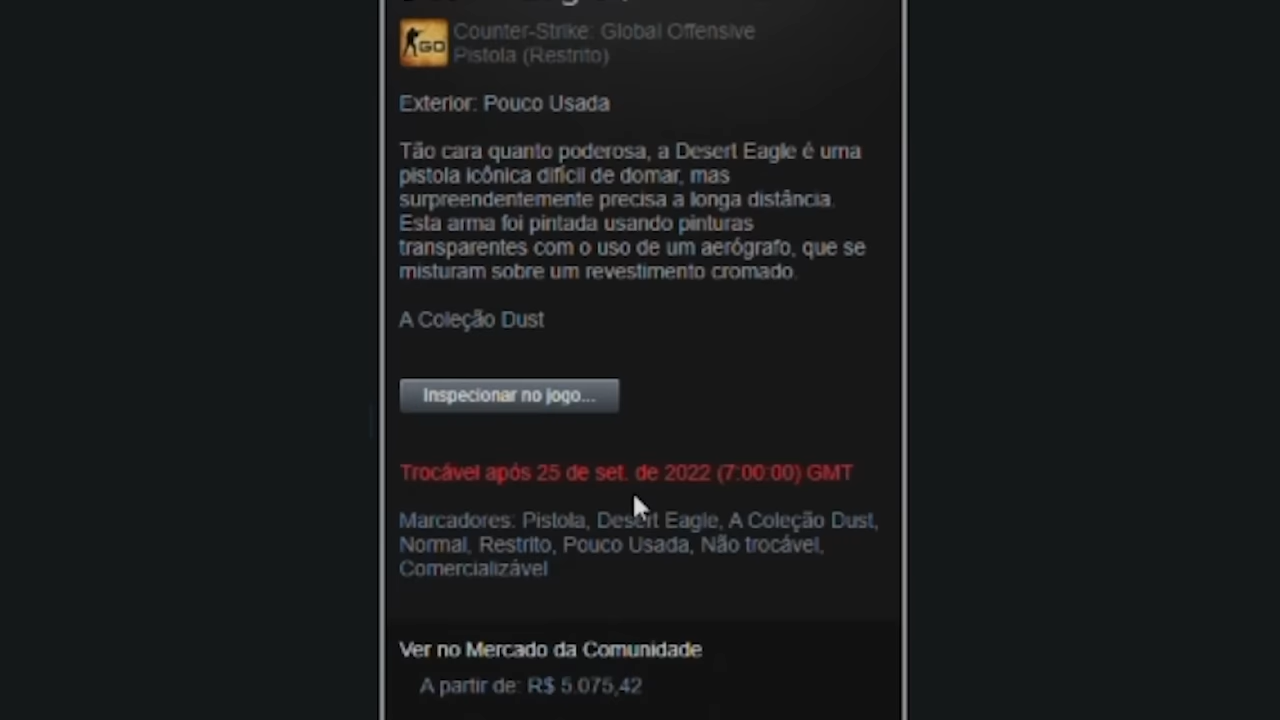 Counter-Strike: Global Offensive
GO
Pistola (Restrito)
Exterior: Pouco Usada
Tão cara quanto poderosa, a Desert Eagle é uma
pistola icônica difícil de domar, mas
surpreendentemente precisa a longa distância.
Esta arma foi pintada usando pinturas
transparentes com o uso de um aerógrafo, que se
misturam sobre um revestimento cromado.
A Coleção Dust
Inspecionar no jogo...
Trocável após 25 de set. de 2022 (7:00:00) GMT
Marcadores: Pistola, Desert Eagle, A Coleção Dust,
Normal, Restrito, Pouco Usada, Não trocável,
Comercializável
Ver no Mercado da Comunidade
A partir de: R$ 5.075,42